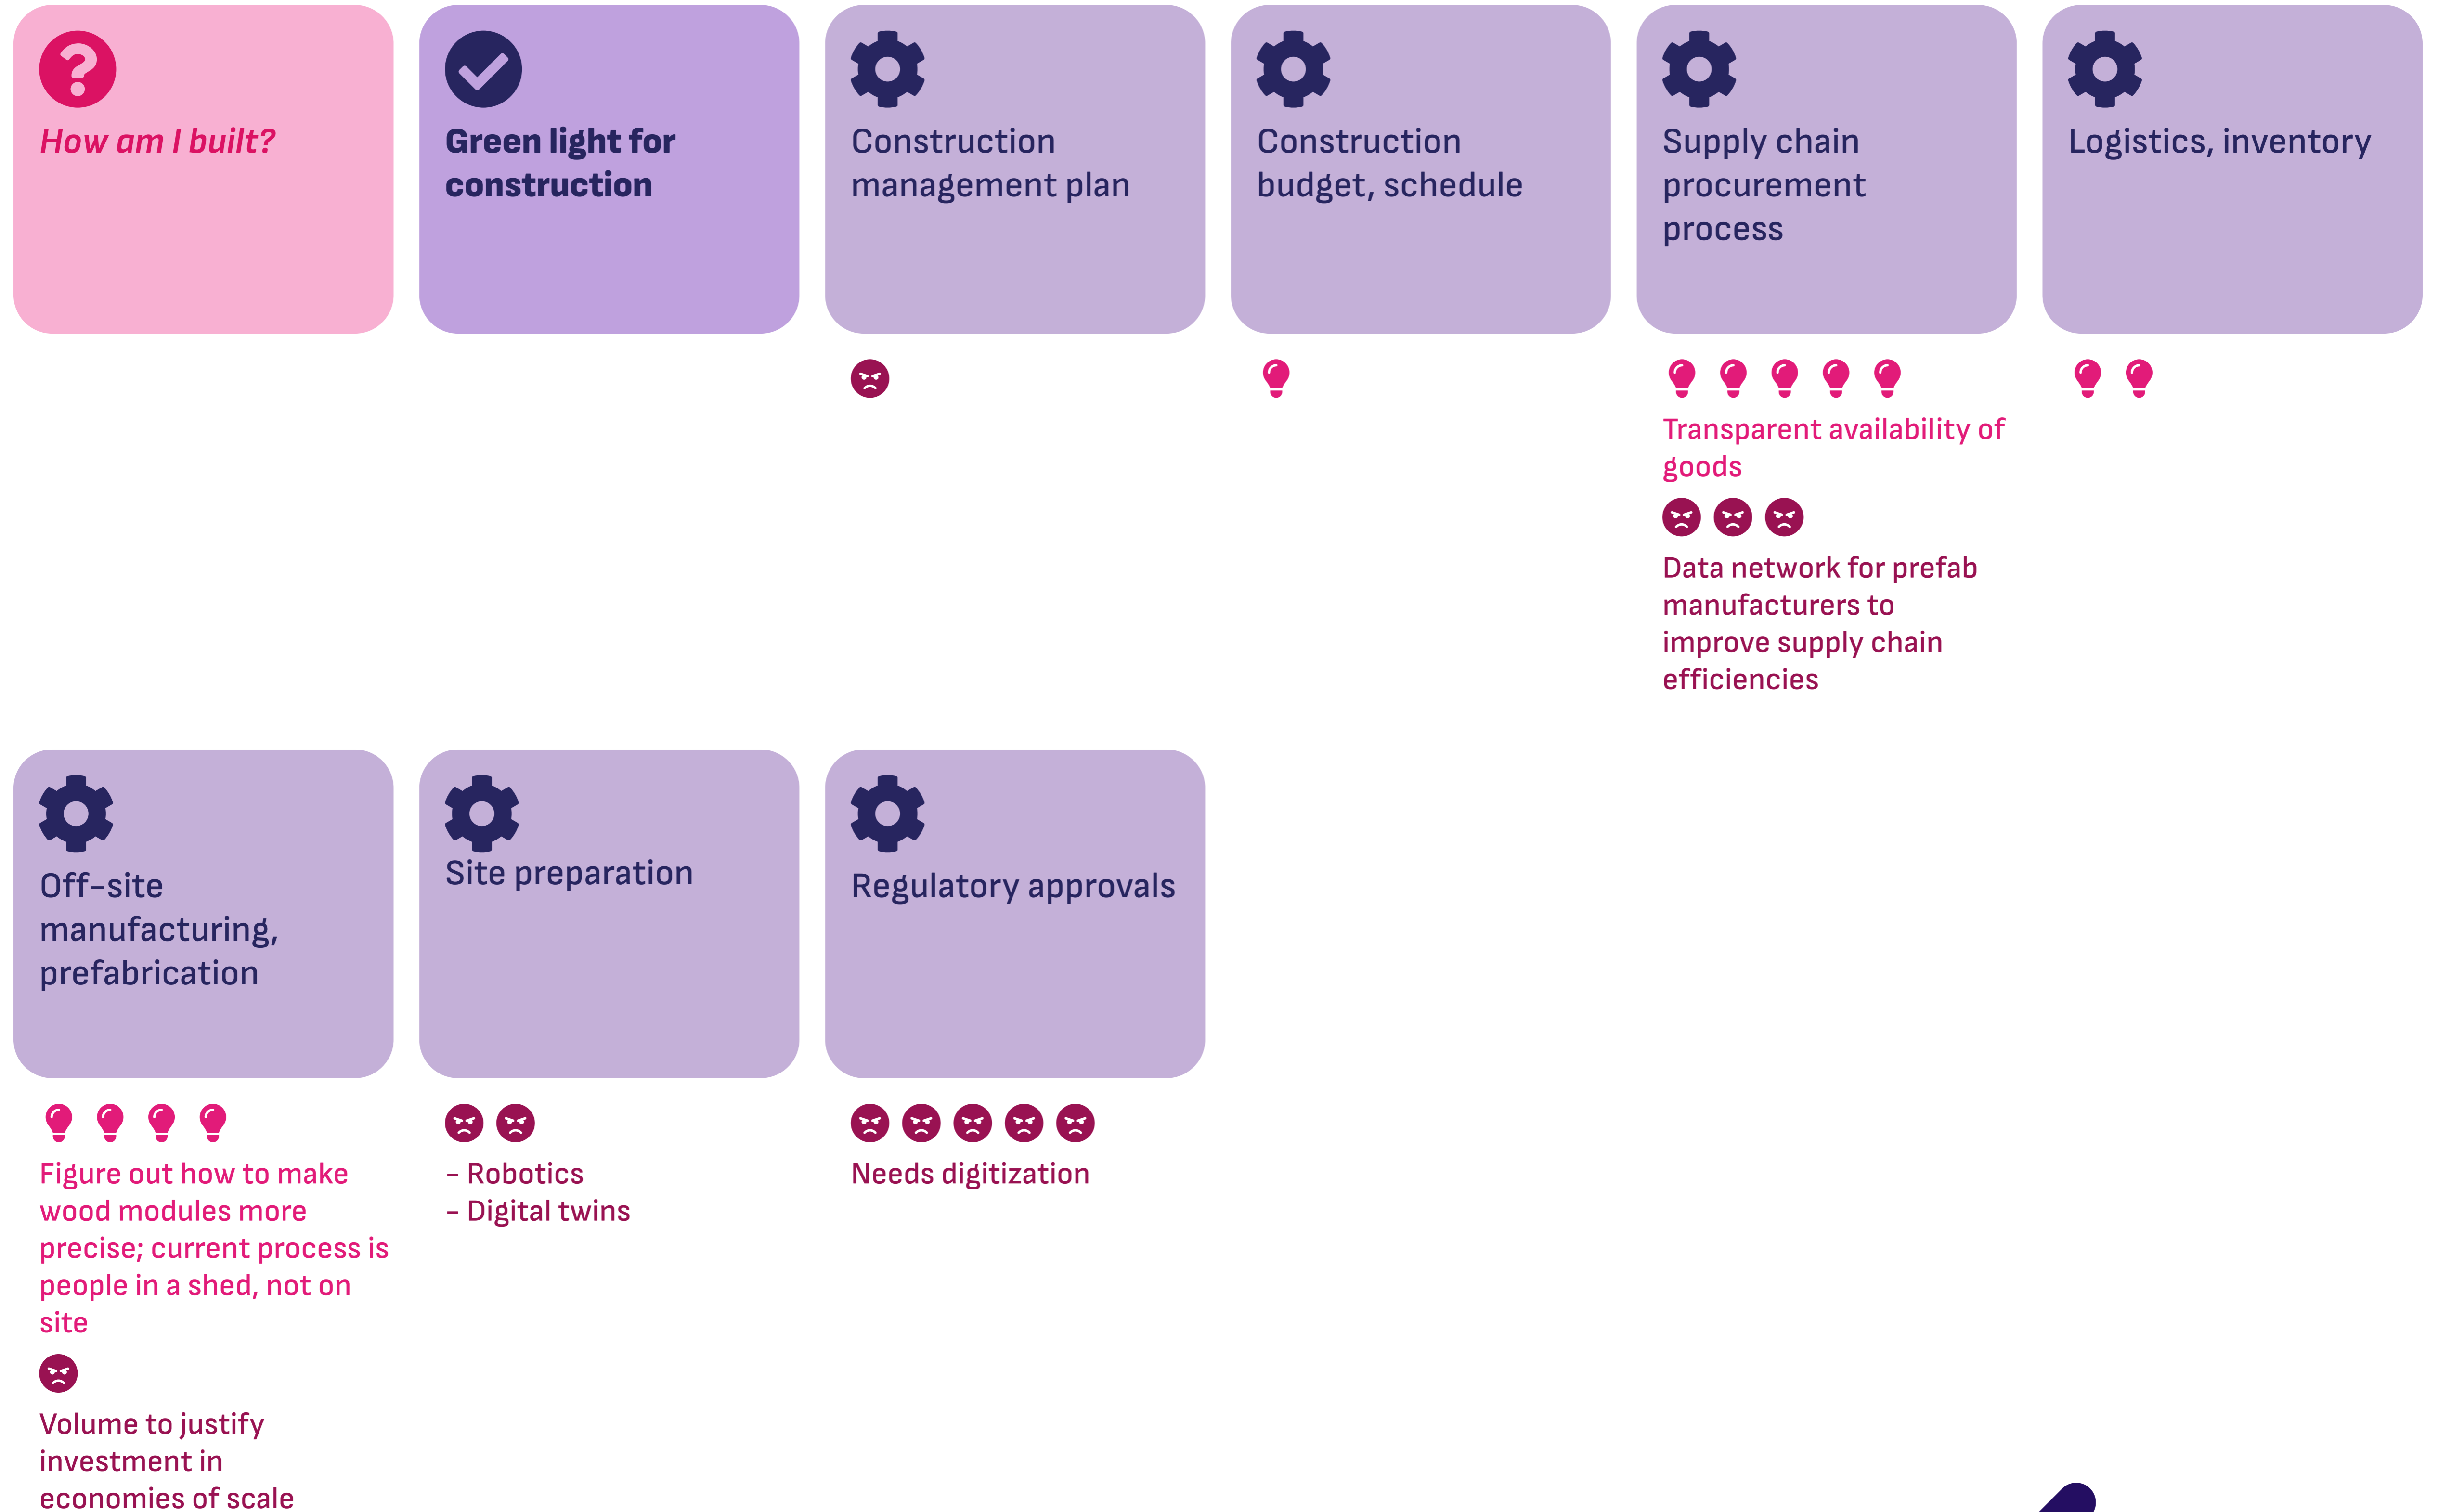 How am I built?
Green light for
construction
Construction
management plan
Construction
budget, schedule
Supply chain
procurement
process
Logistics, inventory
Transparent availability of
goods
Data network for prefab
manufacturers to
improve supply chain
efficiencies
Off-site
manufacturing,
prefabrication
Site preparation
Regulatory approvals
Figure out how to make
wood modules more
precise; current process is
people in a shed, not on
site
Volume to justify
investment in
economies of scale
- Robotics
- Digital twins
Needs digitization